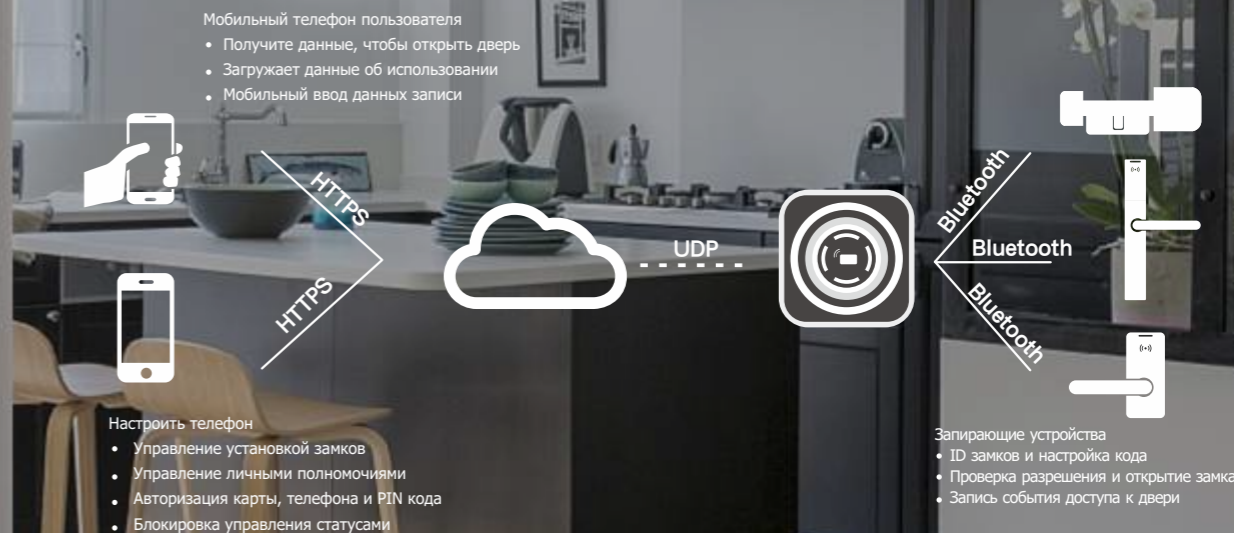 Мобильный телефон пользователя
• Получите данные, чтобы открыть дверь
• Загружает данные об использовании
• Мобильный ввод данных записи
HTTPS
HTTPS
UDP
Bluetooth
Bluetooth
Bluetooth
Настроить телефон
• Управление установкой замков
• Управление личными полномочиями
• Авторизация карты, телефона и PIN кода
• Блокировка управления статусами
Запирающие устройства
• ID замков и настройка кода
• Проверка разрешения и открытие замка
• Запись события доступа к двери